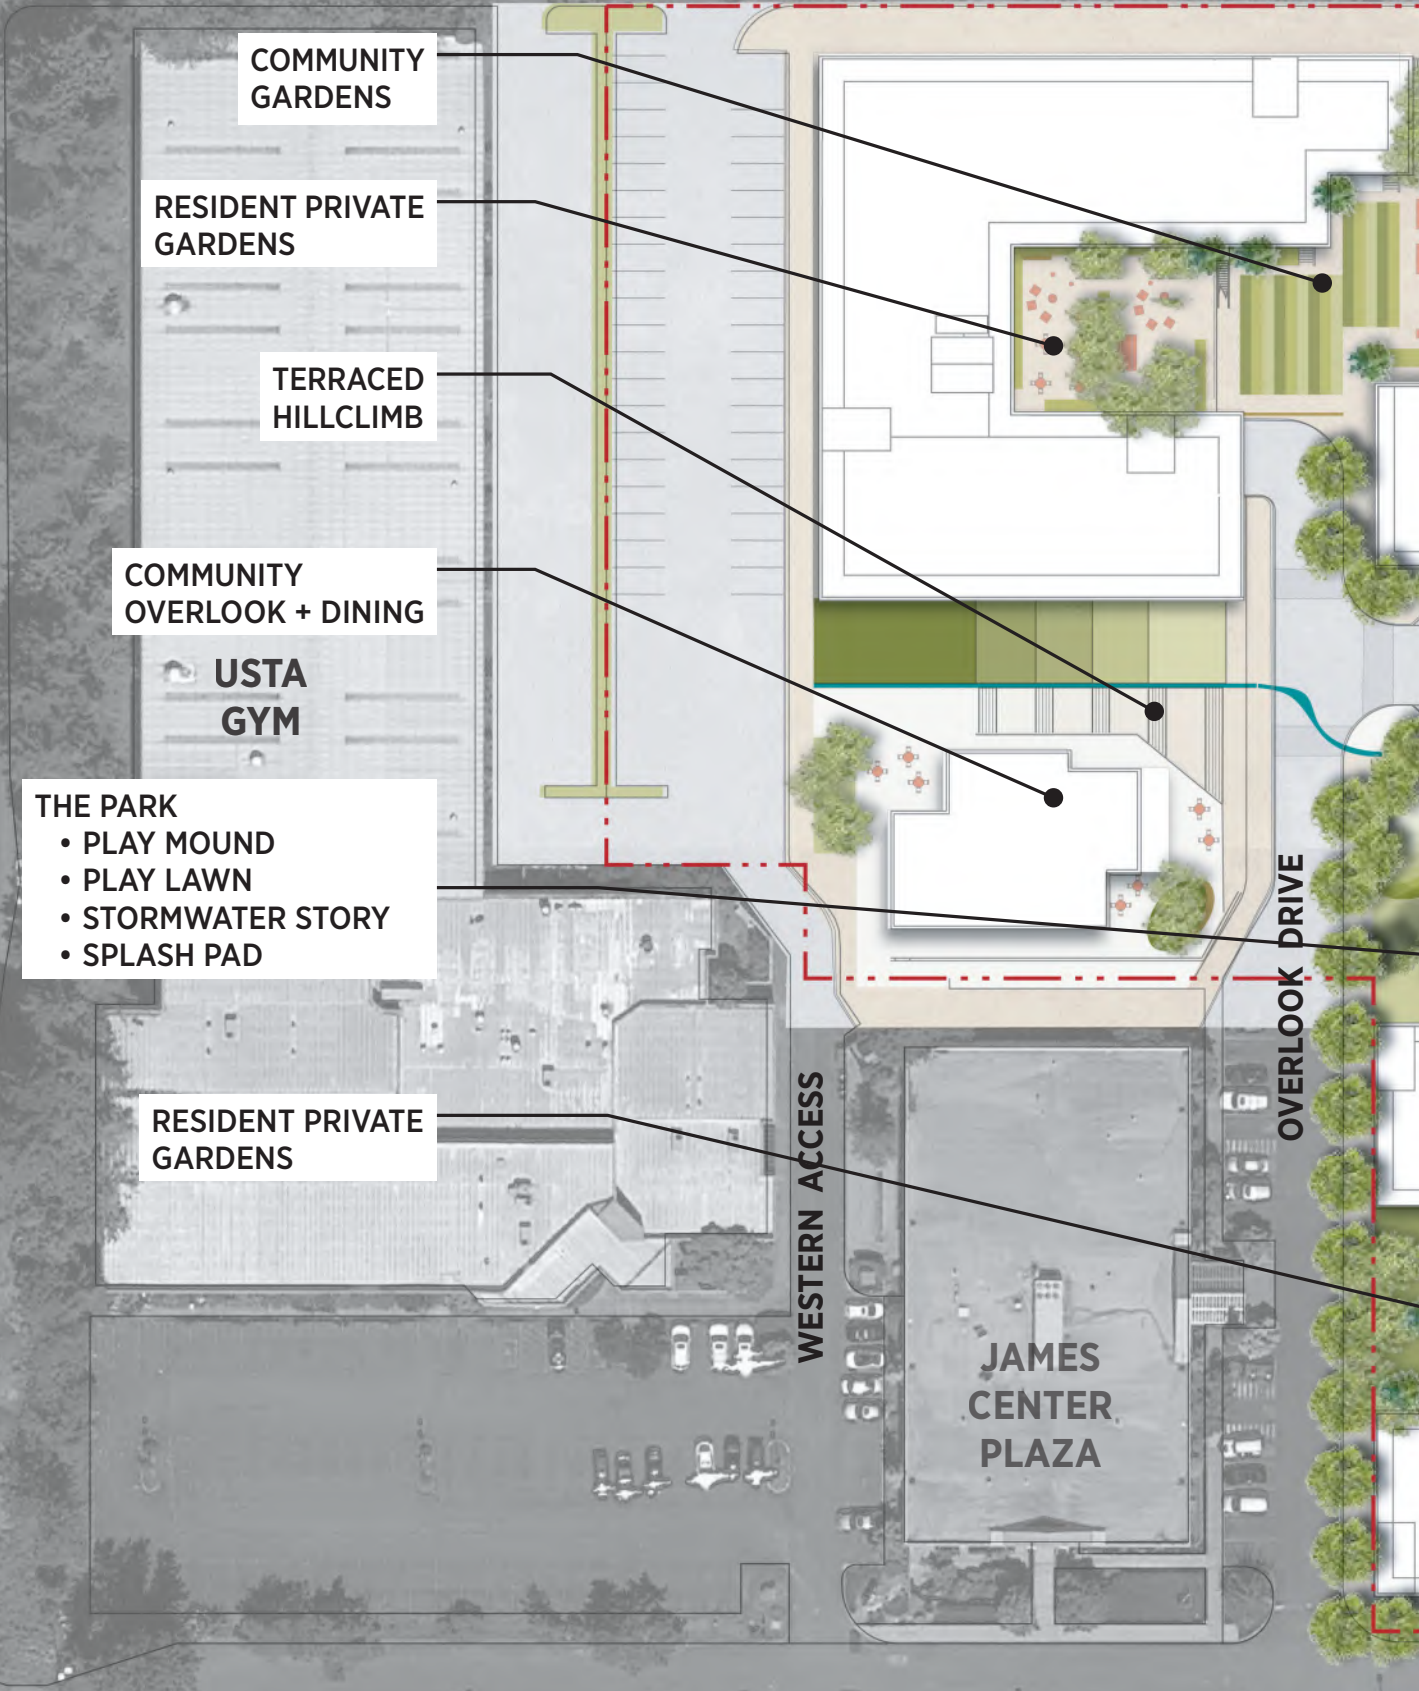 COMMUNITY
GARDENS
RESIDENT PRIVATE
GARDENS
TERRACED
HILLCLIMB
COMMUNITY
OVERLOOK + DINING
USTA
GYM
THE PARK
• PLAY MOUND
• PLAY LAWN
• STORMWATER STORY
• SPLASH PAD
OVERLOOK DRIVE
RESIDENT PRIVATE
GARDENS
WESTERN ACCESS
JAMES
CENTER
PLAZA